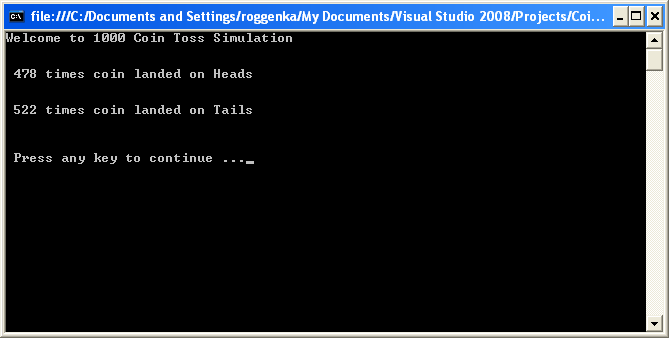 file:///C:/Documents and Settings/roggenka/My Documents/Visual Studio 2008/Projects/Coi...
Welcome to 1000 Coin Toss Simulation
478 times coin landed on Heads
522 times coin landed on Tails
Press any key to continue ..._